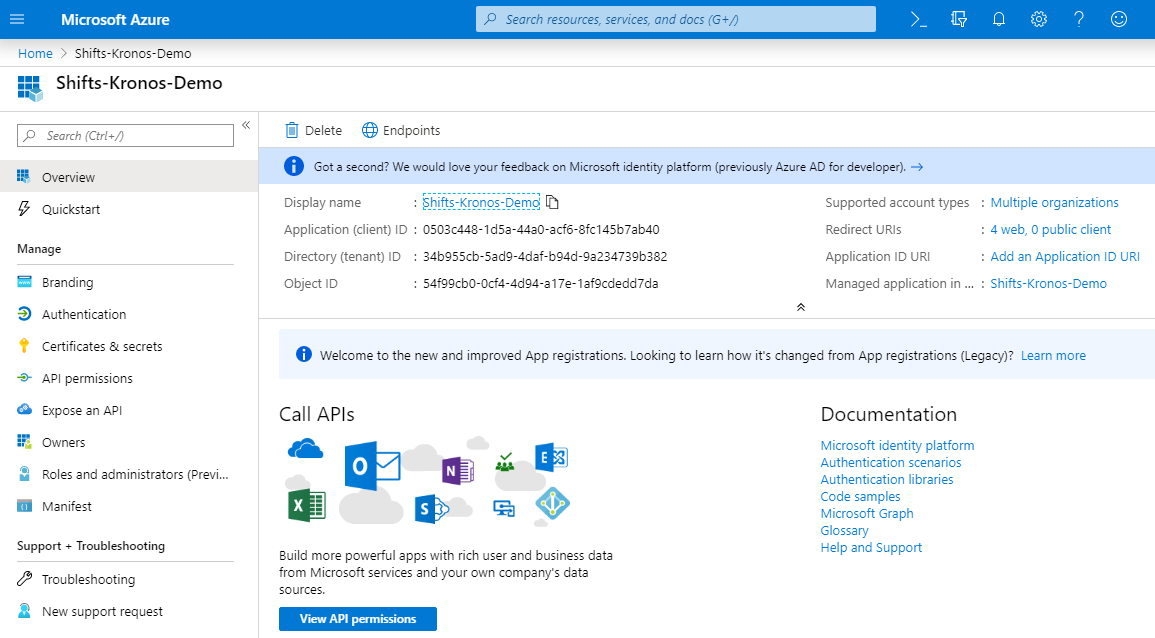 Microsoft Azure
Search resources, services, and docs (G+/)
Home > Shifts-Kronos-Demo
Shifts-Kronos-Demo
Search (Ctrl+/)
Overview
Quickstart
Manage
Branding
Authentication
Certificates & secrets
API permissions
Expose an API
Owners
Roles and administrators (Previ...
Manifest
Support + Troubleshooting
Troubleshooting
New support request
Delete
Endpoints
Got a second? We would love your feedback on Microsoft identity platform (previously Azure AD for developer). →
Display name : Shifts-Kronos-Demo
Application (client) ID : 0503c448-1d5a-44a0-acf6-8fc145b7ab40
Directory (tenant) ID : 34b955cb-5ad9-4daf-b94d-9a234739b382
Object ID : 54f99cb0-0cf4-4d94-a17e-1af9cdedd7da
Supported account types : Multiple organizations
Redirect URIs : 4 web, 0 public client
Application ID URI : Add an Application ID URI
Managed application in ... : Shifts-Kronos-Demo
Welcome to the new and improved App registrations. Looking to learn how it's changed from App registrations (Legacy)? Learn more
Call APIs
O
N
E
X
S
Build more powerful apps with rich user and business data
from Microsoft services and your own company's data
sources.
View API permissions
Documentation
Microsoft identity platform
Authentication scenarios
Authentication libraries
Code samples
Microsoft Graph
Glossary
Help and Support